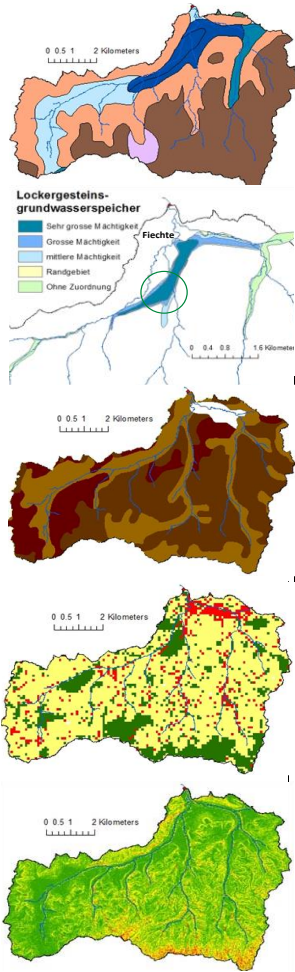 0 0.5 1 2 Kilometers
Lockergesteins-
grundwasserspeicher
Sehr grosse Mächtigkeit
Grosse Mächtigkeit
mittlere Mächtigkeit
Randgebiet
Ohne Zuordnung
Fiechte
0 0.4 0.8 1.6 Kilometer
0 0.5 1 2 Kilometers
0 0.5 1 2 Kilometers
0 0.5 1 2 Kilometers